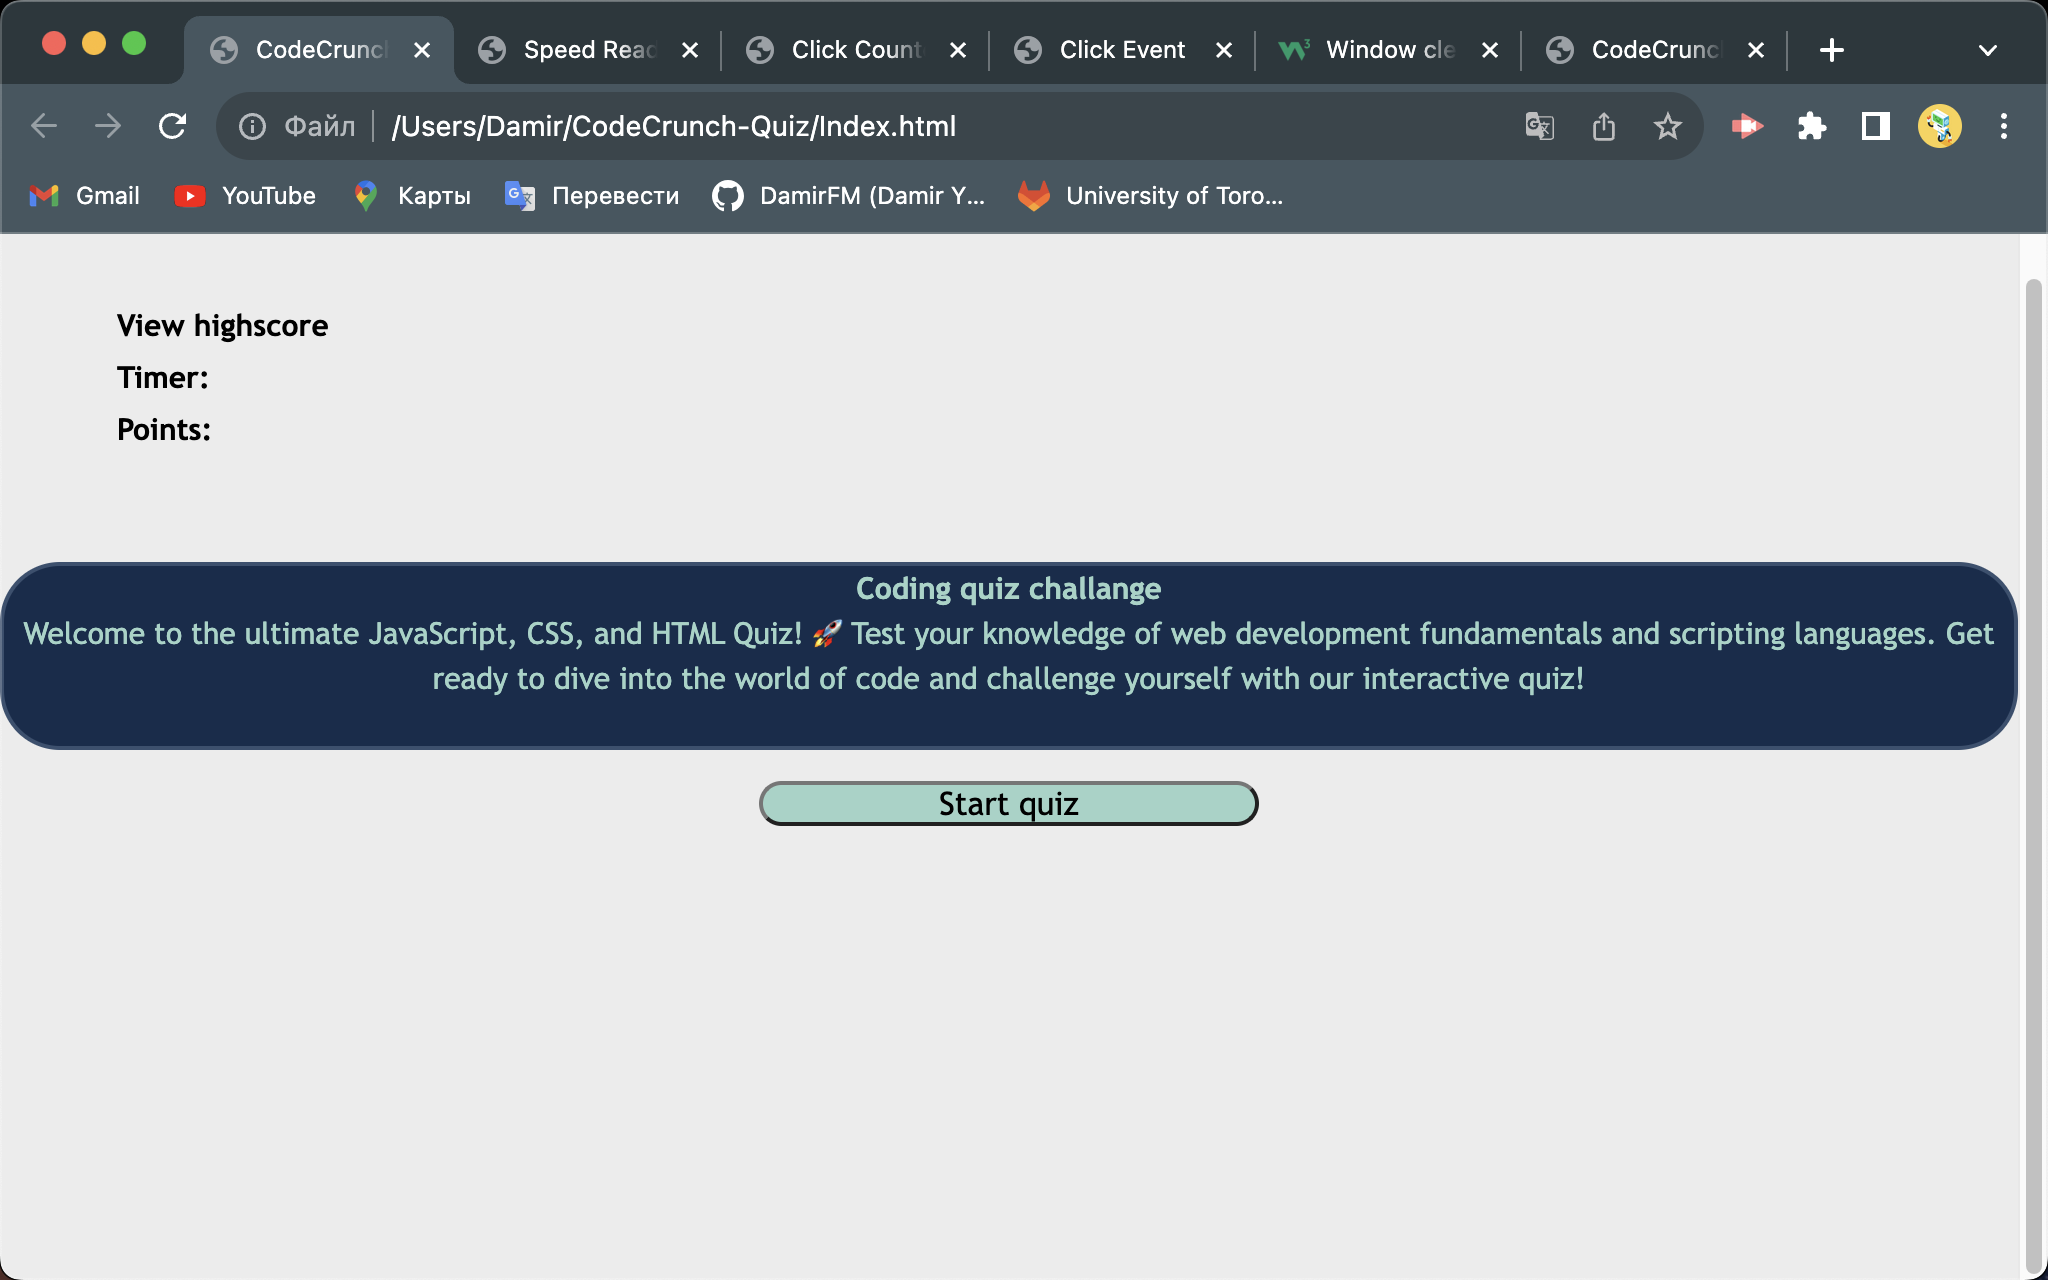 CodeCrunc
Speed Read
Click Count
Click Event
Window cle
CodeCrunc
Файл
/Users/Damir/CodeCrunch-Quiz/Index.html
Gmail
YouTube
Карты
Перевести
DamirFM (Damir Y...
University of Toro...
View highscore
Timer:
Points:
Coding quiz challange
Welcome to the ultimate JavaScript, CSS, and HTML Quiz! 🚀 Test your knowledge of web development fundamentals and scripting languages. Get
ready to dive into the world of code and challenge yourself with our interactive quiz!
Start quiz